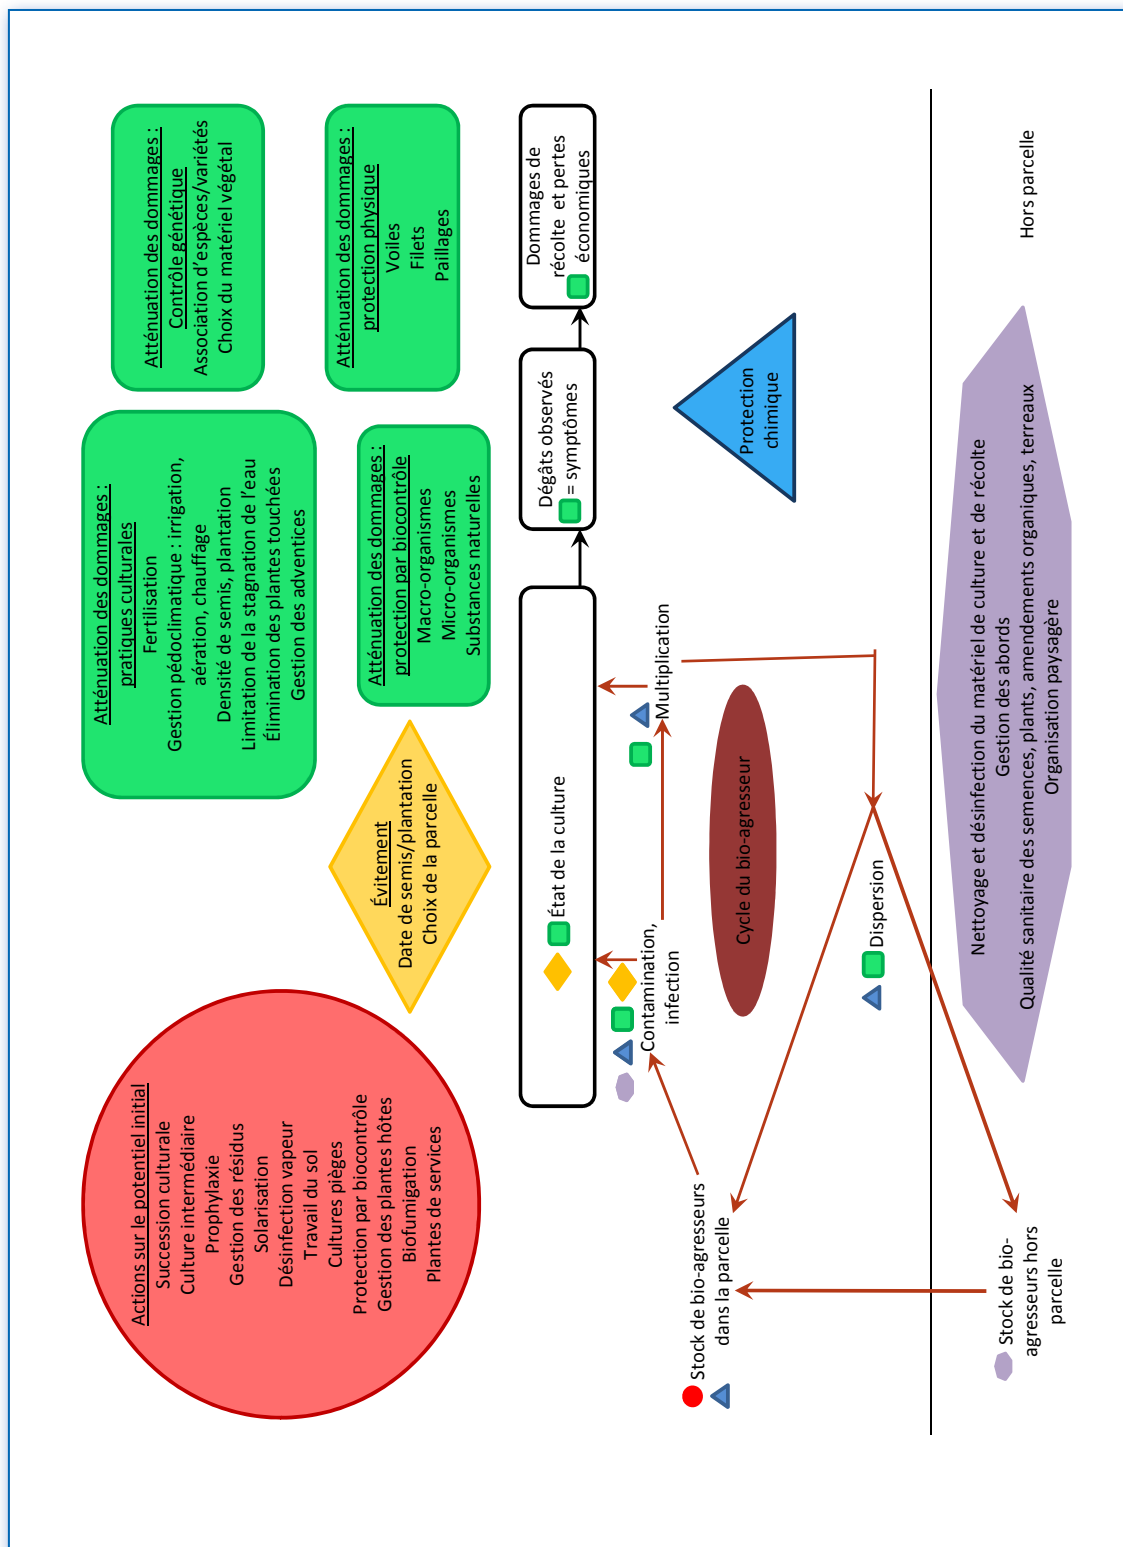 Actions sur le potentiel initial
Succession culturale
Culture intermédiaire
Prophylaxie
Gestion des résidus
Solarisation
Désinfection vapeur
Travail du sol
Cultures pièges
Protection par biocontrôle
Gestion des plantes hôtes
Biofumigation
Plantes de services
Évitement
Date de semis/plantation
Choix de la parcelle
Atténuation des dommages :
pratiques culturales
Fertilisation
Gestion pédoclimatique : irrigation,
aération, chauffage
Densité de semis, plantation
Limitation de la stagnation de l'eau
Élimination des plantes touchées
Gestion des adventices
Atténuation des dommages :
protection par biocontrôle
Macro-organismes
Micro-organismes
Substances naturelles
Atténuation des dommages :
Contrôle génétique
Association d'espèces/variétés
Choix du matériel végétal
Atténuation des dommages :
protection physique
Voiles
Filets
Paillages
État de la culture
Dégâts observés
= symptômes
Dommages de
récolte et pertes
économiques
Contamination,
infection
Multiplication
Cycle du bio-agresseur
Protection
chimique
Stock de bio-agresseurs
dans la parcelle
Dispersion
Stock de bio-
agresseurs hors
parcelle
Nettoyage et désinfection du matériel de culture et de récolte
Gestion des abords
Qualité sanitaire des semences, plants, amendements organiques, terreaux
Organisation paysagère
Hors parcelle